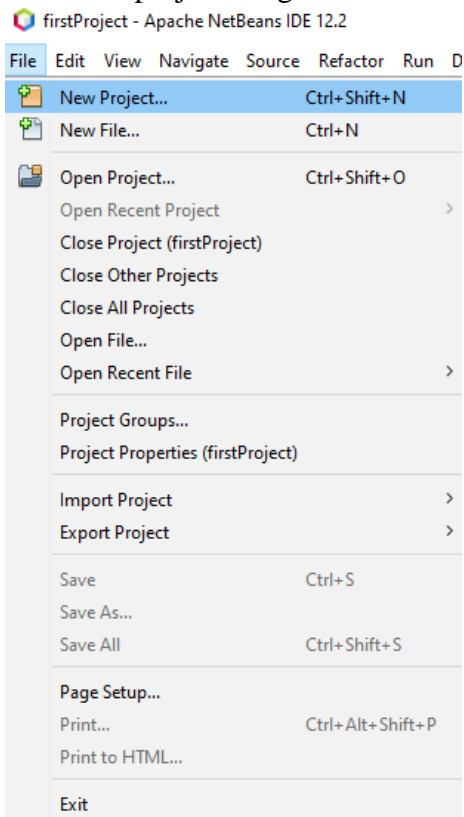 firstProject - Apache NetBeans IDE 12.2
File Edit View Navigate Source Refactor Run D
New Project... Ctrl+Shift+N
New File... Ctrl+N
Open Project... Ctrl+Shift+O
Open Recent Project >
Close Project (firstProject)
Close Other Projects
Close All Projects
Open File...
Open Recent File >
Project Groups...
Project Properties (firstProject)
Import Project >
Export Project >
Save Ctrl+S
Save As...
Save All Ctrl+Shift+S
Page Setup...
Print... Ctrl+Alt+Shift+P
Print to HTML...
Exit